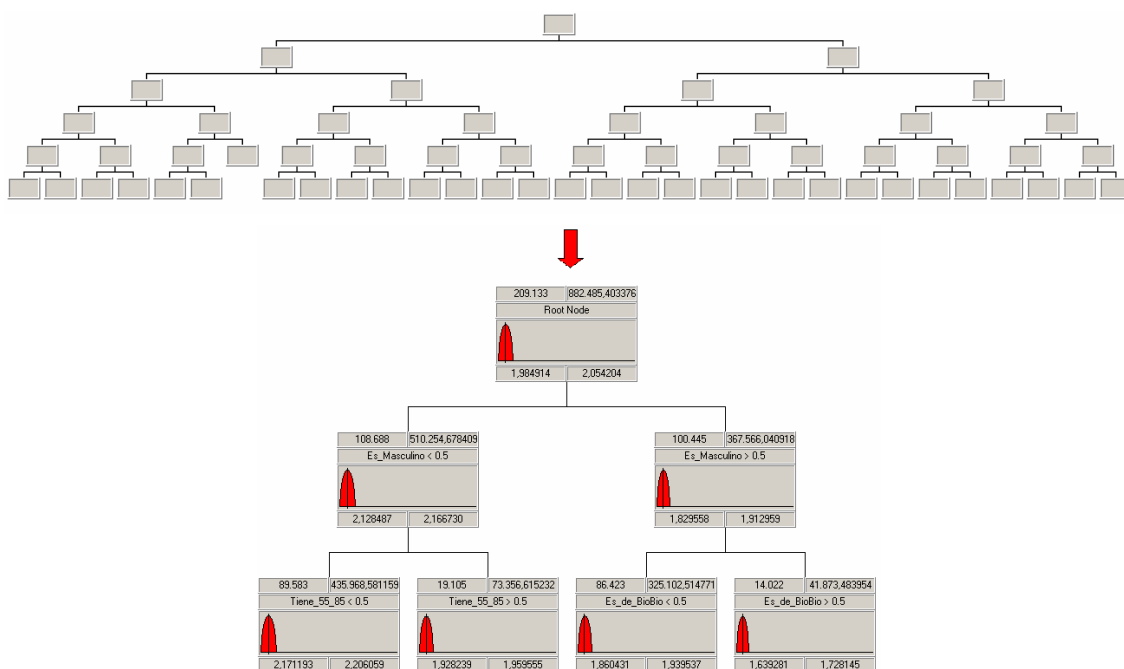 209.133 882.485,403376
Root Node
1,984914 2,054204
108.688 510.254,678409
Es_Masculino < 0.5
2,128487 2,166730
100.445 367.566,040918
Es_Masculino > 0.5
1,829558 1,912959
89.583 435.968,581159
Tiene_55_85 < 0.5
2,171193 2,206059
19.105 73.356,615232
Tiene_55_85 > 0.5
1,928239 1,959555
86.423 325.102,514771
Es_de_BioBio < 0.5
1,860431 1,939537
14.022 41.873,483954
Es_de_BioBio > 0.5
1,639281 1,728145